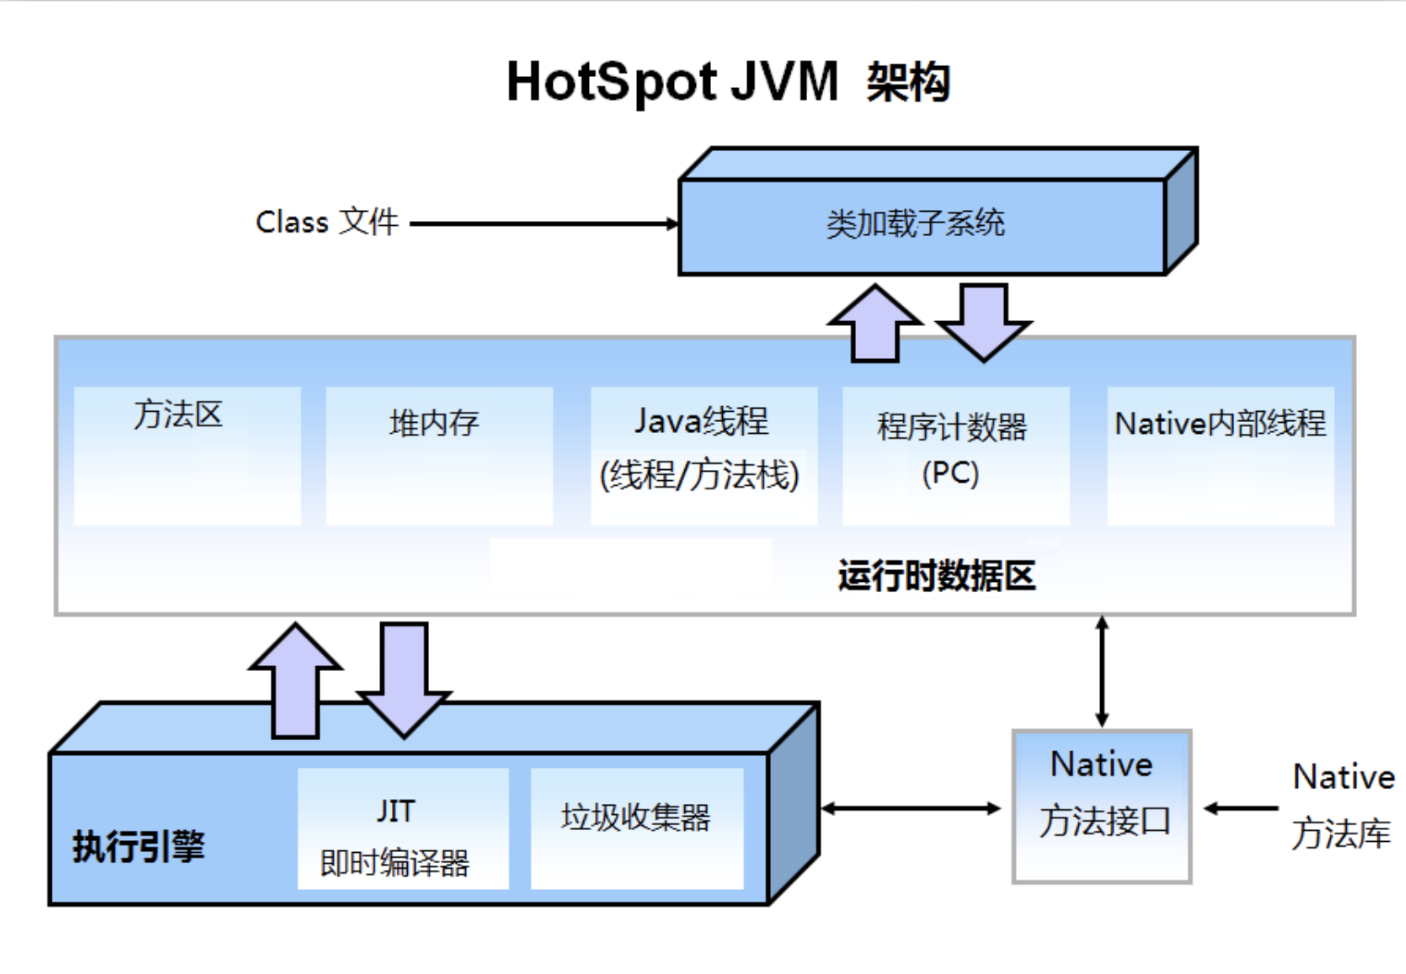 HotSpot JVM 架构
Class 文件
类加载子系统
方法区
堆内存
Java线程
(线程/方法栈)
程序计数器
(PC)
Native内部线程
运行时数据区
执行引擎
JIT
即时编译器
垃圾收集器
Native
方法接口
Native
方法库